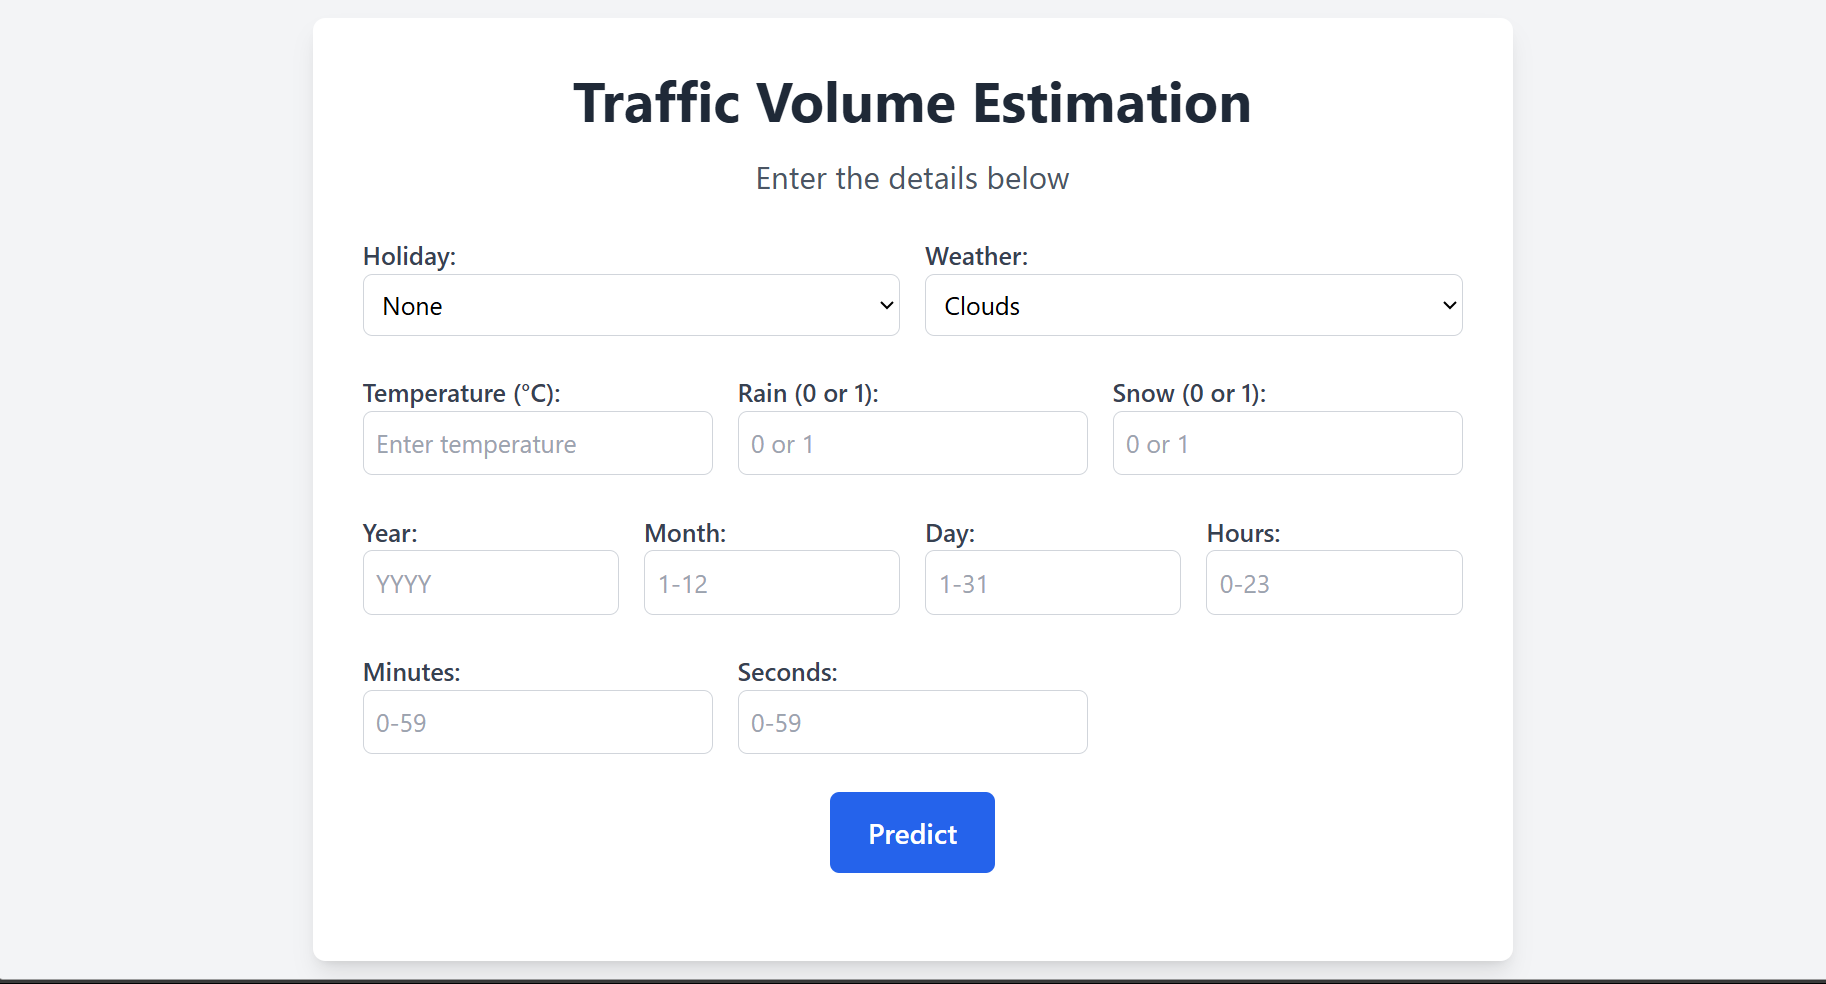 Traffic Volume Estimation
Enter the details below
Holiday: Weather:
None Clouds
Temperature (°C): Rain (0 or 1): Snow (0 or 1):
Enter temperature 0 or 1 0 or 1
Year: Month: Day: Hours:
YYYY 1-12 1-31 0-23
Minutes: Seconds:
0-59 0-59
Predict